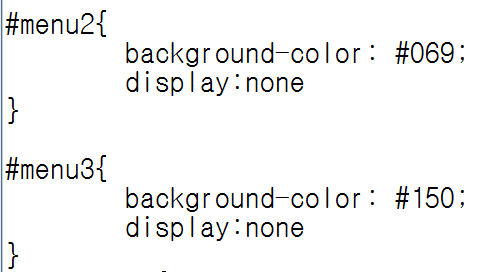 #menu2{
background-color: #069;
display:none
}
#menu3{
background-color: #150;
display:none
}